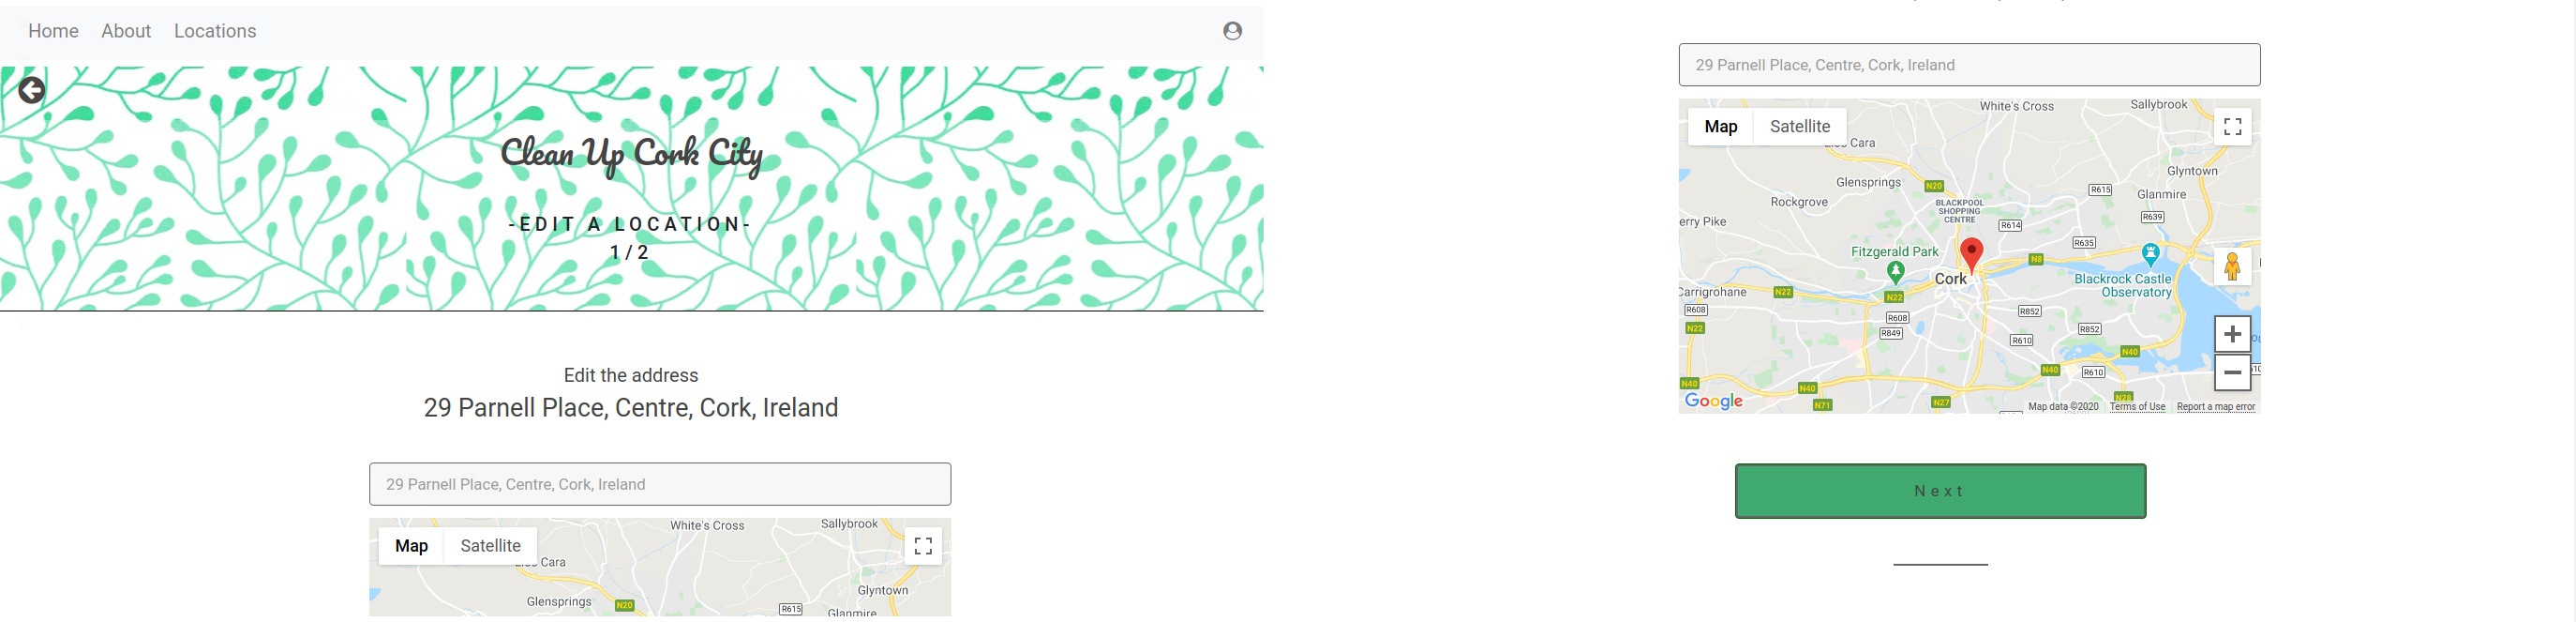 Home About Locations
Clean Up Cork City
-EDIT A LOCATION-
1/2
Edit the address
29 Parnell Place, Centre, Cork, Ireland
29 Parnell Place, Centre, Cork, Ireland
White's Cross
Sallybrook
Map Satellite
Cara
Glyntown
Glensprings
N20
R615
Glanmire
29 Parnell Place, Centre, Cork, Ireland
White's Cross
Sallybrook
Map Satellite
Cara
Glyntown
Glensprings
N20
R615
Glanmire
Rockgrove
BLACKPOOL
SHOPPING
CENTRE
R639
erry Pike
R614
R635
Fitzgerald Park
N8
Cork
Blackrock Castle
Observatory
Carrigrohane
N22
N22
R608
R608
R852
N22
R849
R852
R610
N40
N40
R610
N40
N40
N71
N27
N28
Google
Map data ©2020 Terms of Use Report a map error
Next